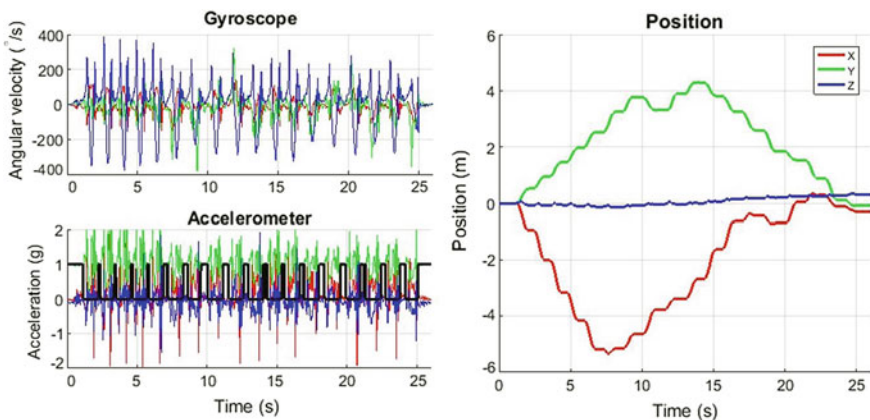 Gyroscope
Angular velocity (°/s)
400
200
0
-200
-400
0 5 10 15 20 25
Accelerometer
Acceleration (g)
2
1
0
-1
-2
0 5 10 15 20 25
Time (s)
Position
Position (m)
6
4
2
0
-2
-4
-6
0 5 10 15 20 25
Time (s)
X
Y
Z